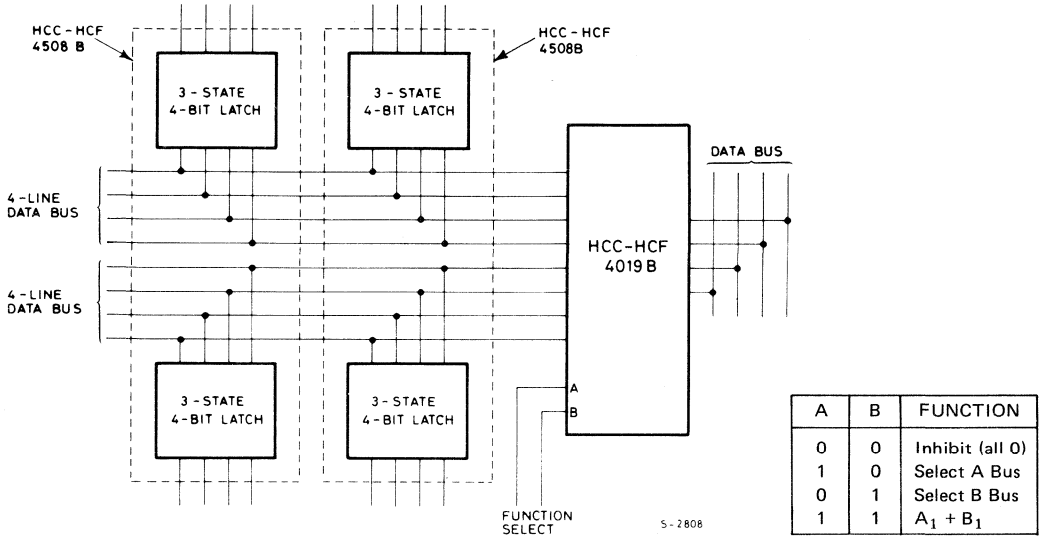 HCC-HCF
4508 B
HCC-HCF
4508B
3-STATE
4-BIT LATCH
3-STATE
4-BIT LATCH
DATA BUS
4-LINE
DATA BUS
HCC-HCF
4019 B
4-LINE
DATA BUS
3-STATE
4-BIT LATCH
3-STATE
4-BIT LATCH
A
B
FUNCTION
SELECT
S-2808
A B FUNCTION
0 0 Inhibit (all 0)
1 0 Select A Bus
0 1 Select B Bus
1 1 A₁ + B₁